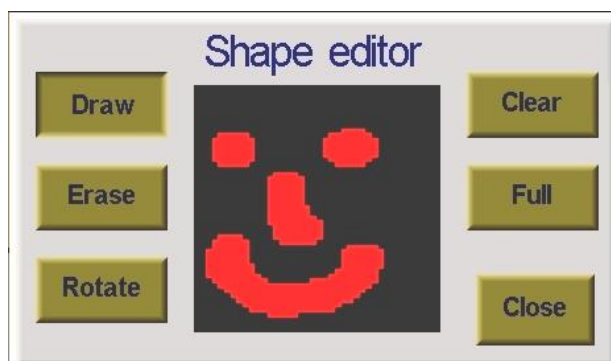 Shape editor
Draw
Clear
Erase
Full
Rotate
Close